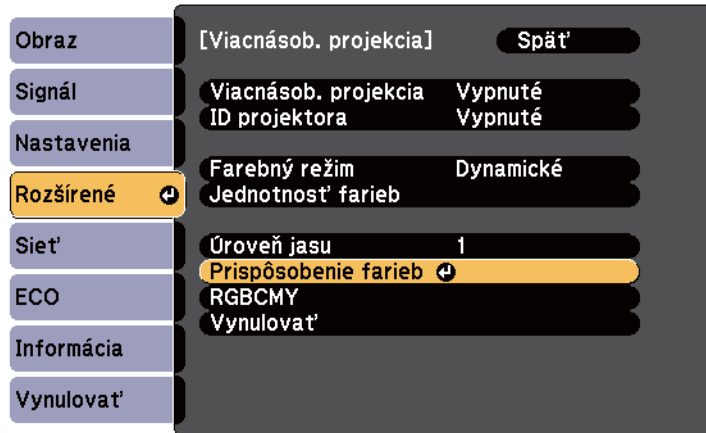 Obraz
Signál
Nastavenia
Rozšírené
Sieť
ECO
Informácia
Vynulovať
[Viacnásob. projekcia] Späť
Viacnásob. projekcia Vypnuté
ID projektora Vypnuté
Farebný režim Dynamické
Jednotnosť farieb
Úroveň jasu 1
Prispôsobenie farieb
RGBCMY
Vynulovať